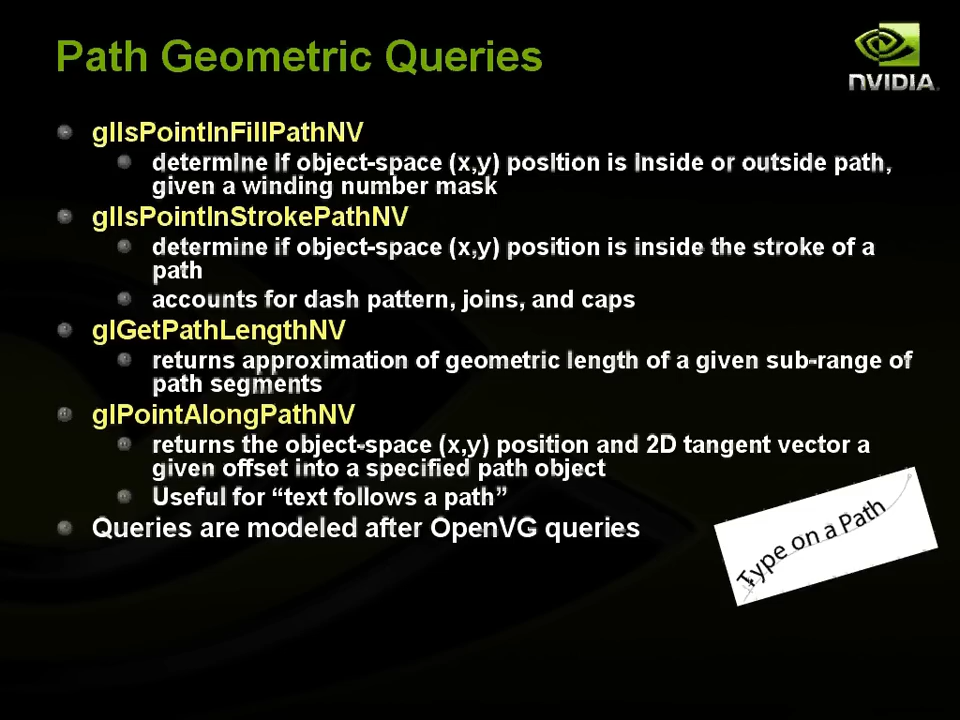 Path Geometric Queries
NVIDIA.
glIsPointInFillPathNV
determine if object-space (x,y) position is inside or outside path,
given a winding number mask
glIsPointInStrokePathNV
determine if object-space (x,y) position is inside the stroke of a
path
accounts for dash pattern, joins, and caps
glGetPathLengthNV
returns approximation of geometric length of a given sub-range of
path segments
glPointAlongPathNV
returns the object-space (x,y) position and 2D tangent vector a
given offset into a specified path object
Useful for “text follows a path”
Queries are modeled after OpenVG queries
Type on a Path